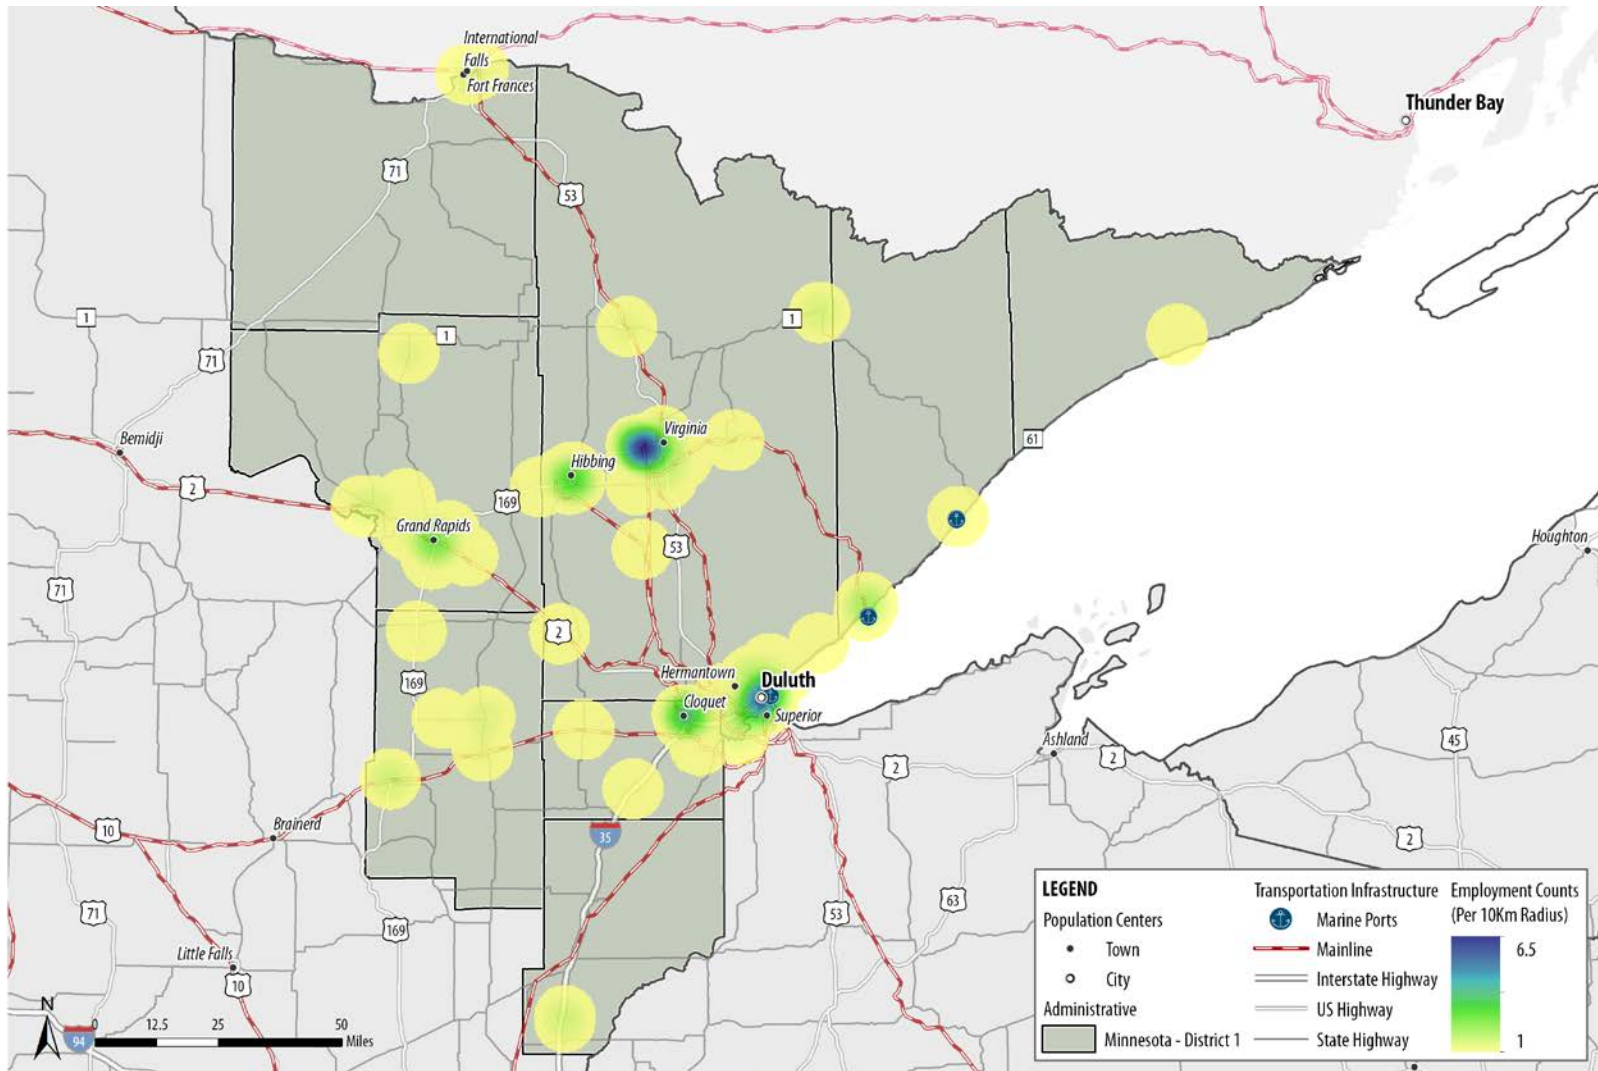 International
Falls
Fort Frances
Thunder Bay
71
53
1
1
1
71
61
Bemidji
Virginia
Hibbing
2
169
Grand Rapids
53
Houghton
71
2
Hermantown
Duluth
169
Cloquet
Superior
Ashland
2
2
45
10
Brainerd
35
2
71
169
53
63
Little Falls
10
N
94
0 12.5 25 50
Miles
LEGEND
Population Centers
Town
City
Administrative
Minnesota - District 1
Transportation Infrastructure
Marine Ports
Mainline
Interstate Highway
US Highway
State Highway
Employment Counts
(Per 10Km Radius)
6.5
1